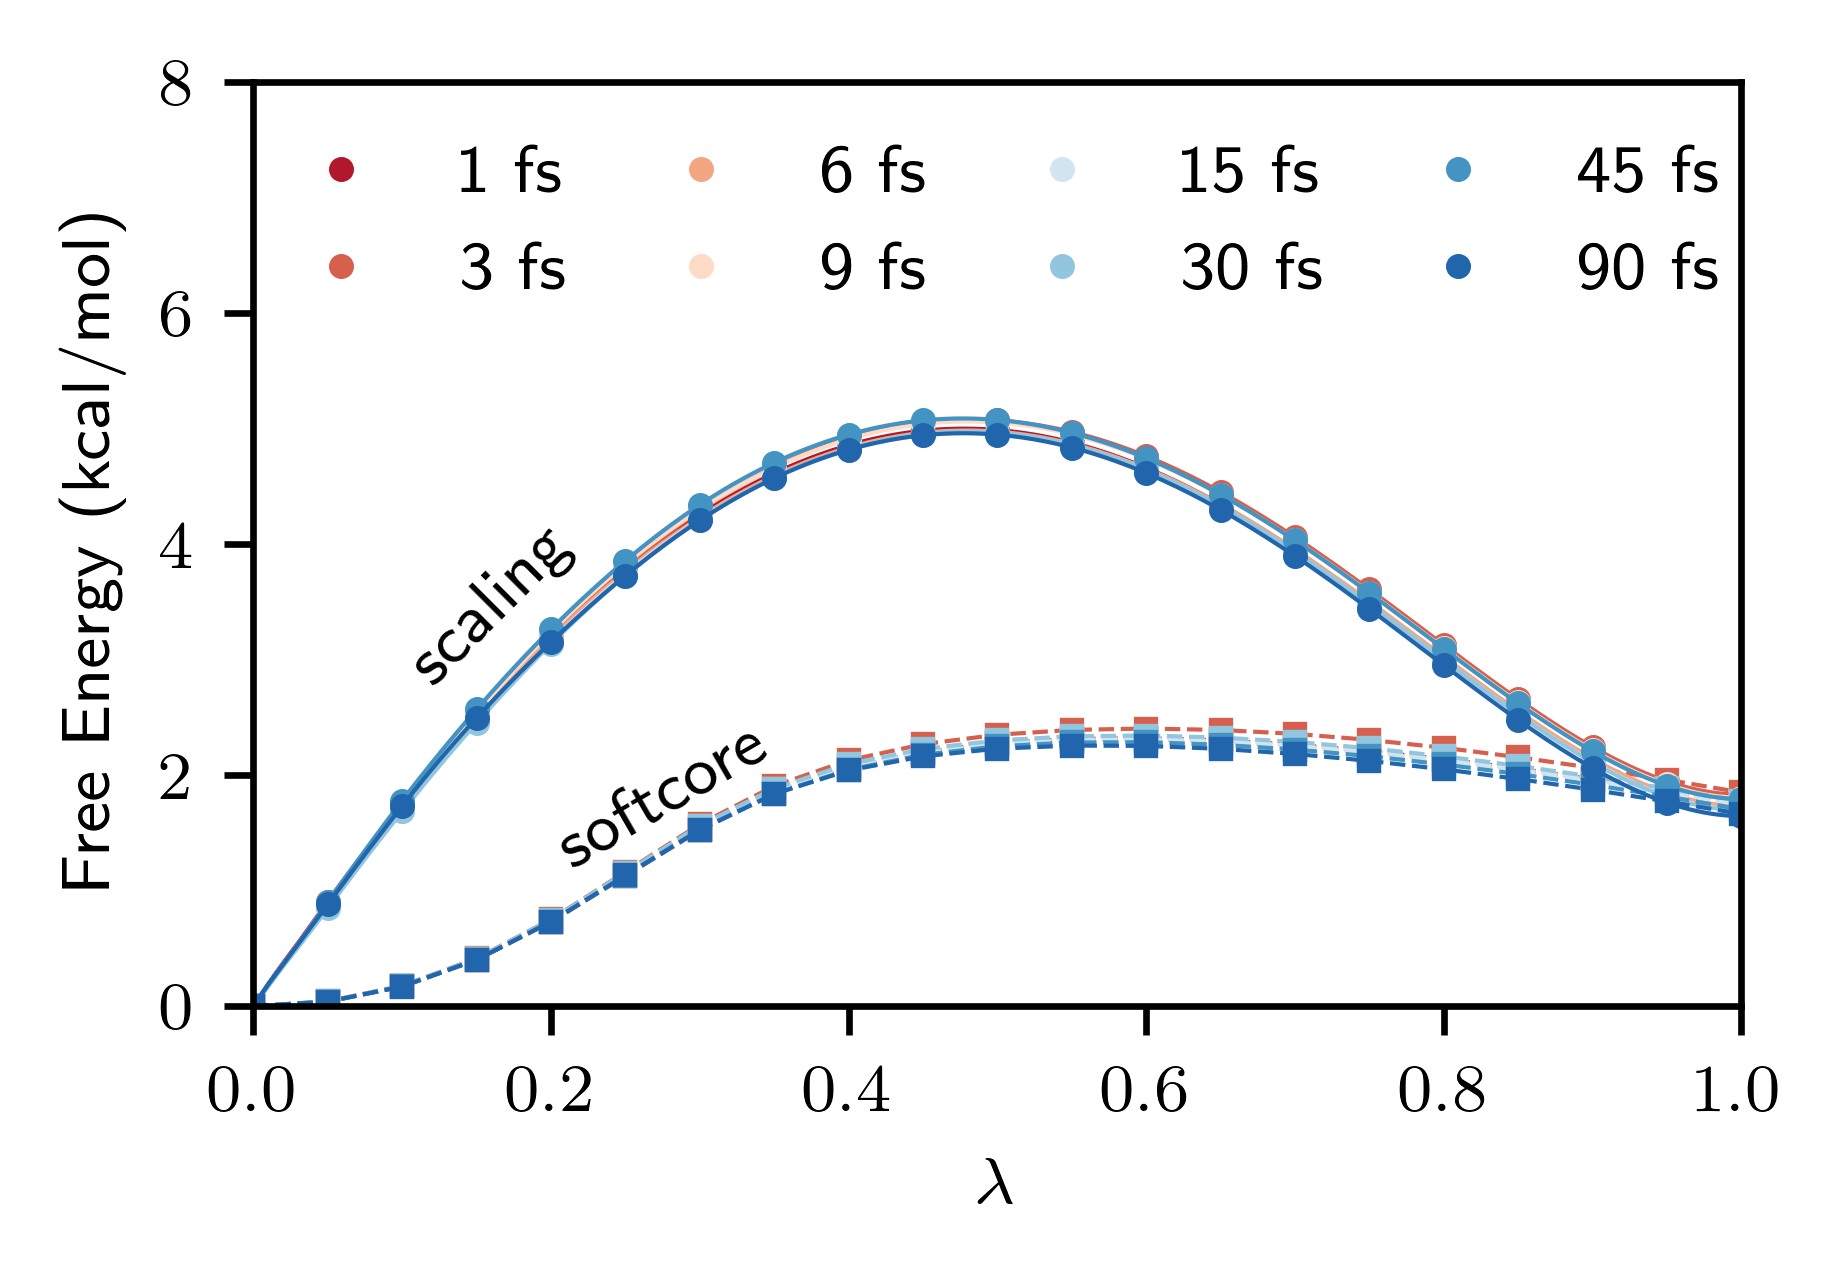 8
1 fs 6 fs 15 fs 45 fs
3 fs 9 fs 30 fs 90 fs
6
4
2
0
Free Energy (kcal/mol)
scaling
softcore
0.0 0.2 0.4 0.6 0.8 1.0
λ